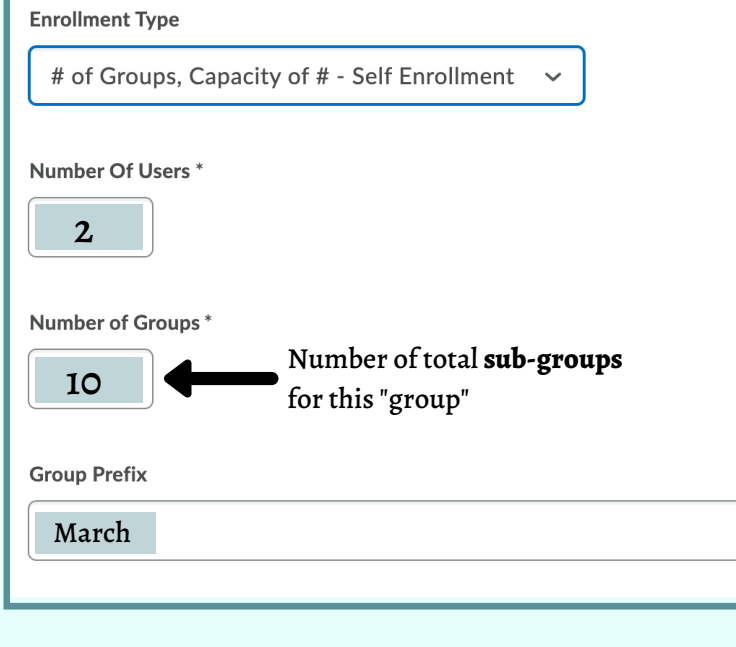 Enrollment Type
# of Groups, Capacity of # - Self Enrollment
Number Of Users *
2
Number of Groups *
10
Number of total sub-groups
for this "group"
Group Prefix
March